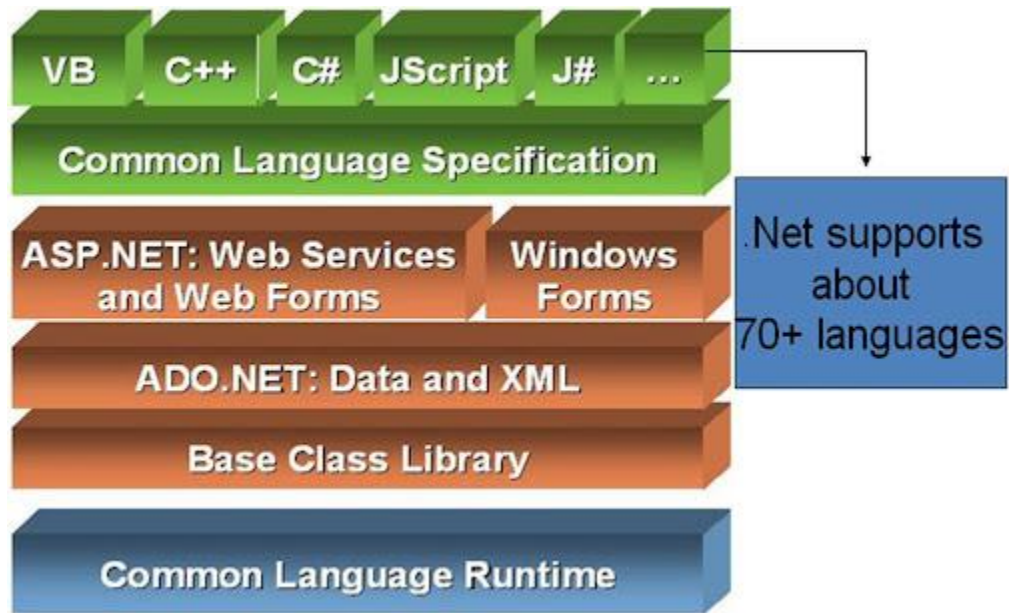 VB C++ C# JScript J# ...
Common Language Specification
ASP.NET: Web Services
and Web Forms
Windows
Forms
ADO.NET: Data and XML
Base Class Library
Common Language Runtime
.Net supports
about
70+ languages